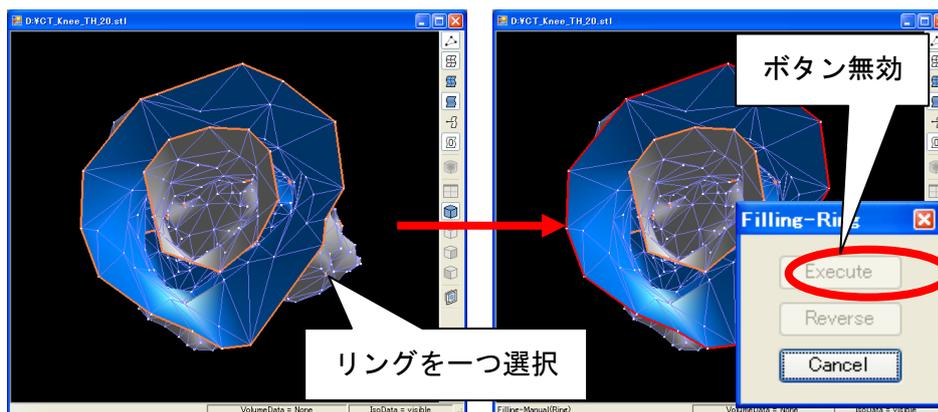 D:¥CT_Knee_TH_20.stl
D:¥CT_Knee_TH_20.stl
ボタン無効
Filling-Ring
Execute
Reverse
Cancel
リングを一つ選択
VolumeData = None
IsoData = visible
Filling-Manual(Ring)
VolumeData = None
IsoData = visible